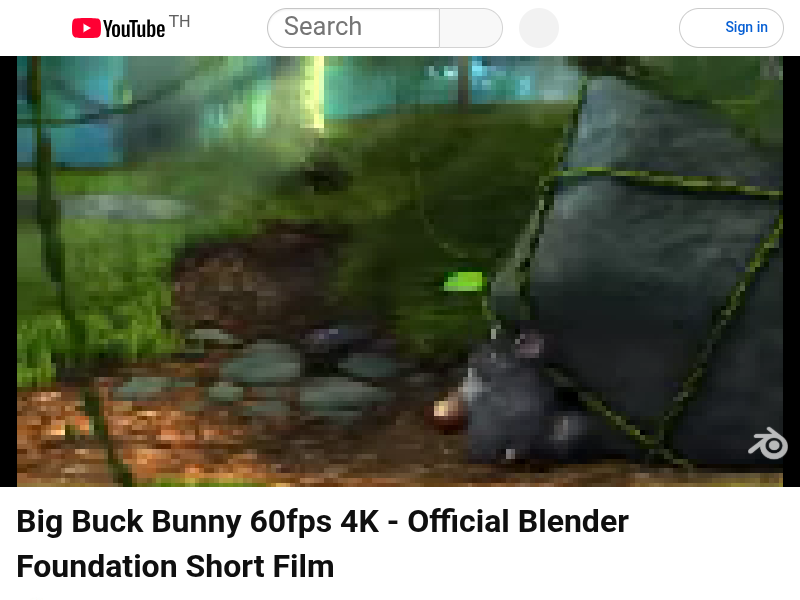 YouTube TH
Search
Sign in
Big Buck Bunny 60fps 4K - Official Blender
Foundation Short Film